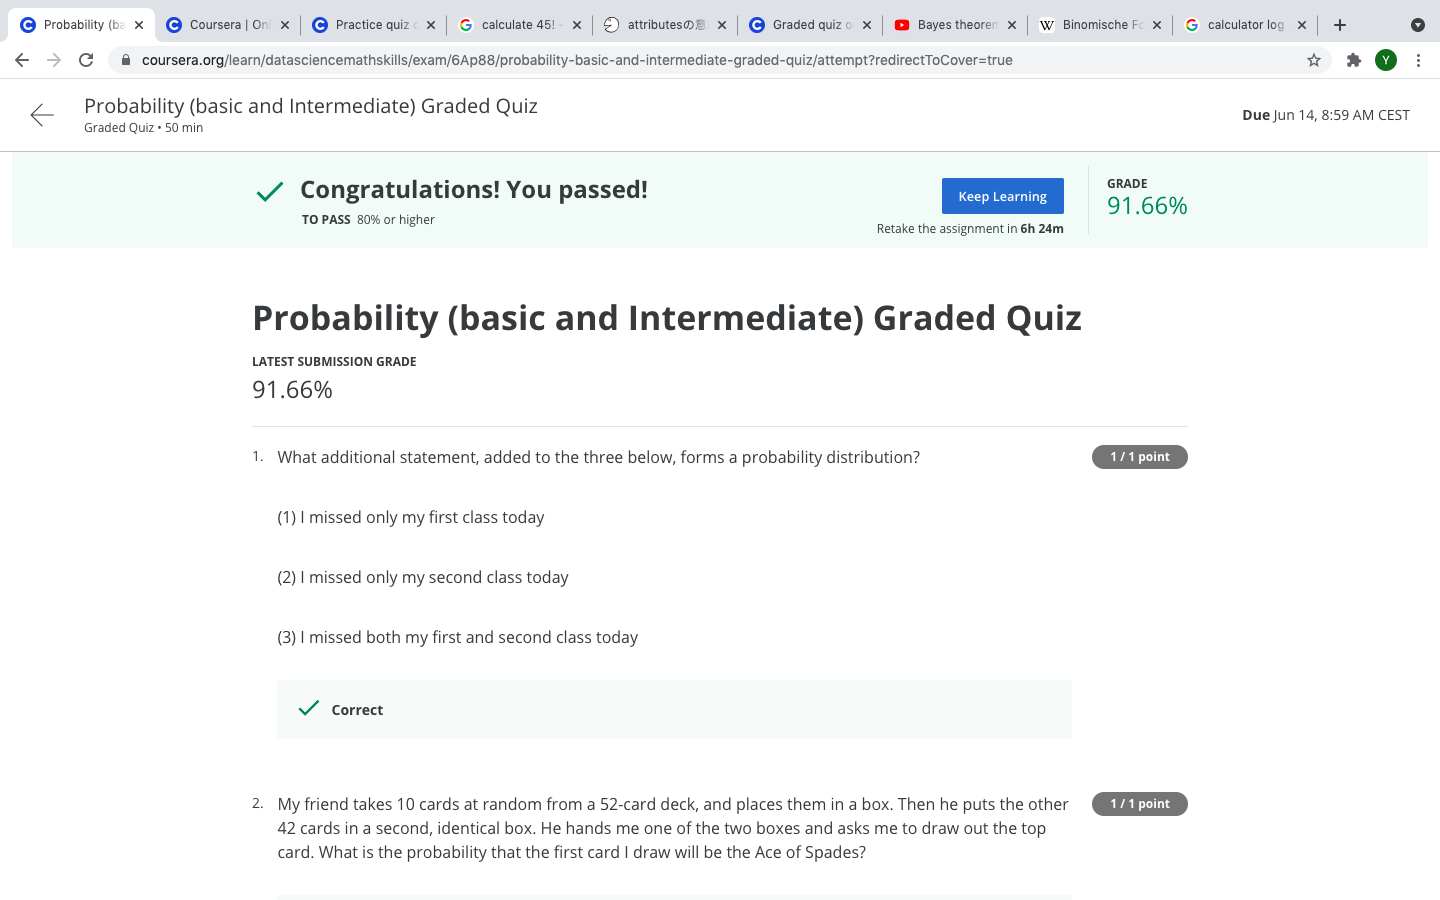 Probability (ba
Coursera | Onl
Practice quiz o
calculate 45! -
attributesの意
Graded quiz o
Bayes theorem
Binomische Fo
calculator log
coursera.org/learn/datasciencemathskills/exam/6Ap88/probability-basic-and-intermediate-graded-quiz/attempt?redirectToCover=true
Y
Probability (basic and Intermediate) Graded Quiz
Graded Quiz • 50 min
Due Jun 14, 8:59 AM CEST
Congratulations! You passed!
TO PASS 80% or higher
Keep Learning
Retake the assignment in 6h 24m
GRADE
91.66%
Probability (basic and Intermediate) Graded Quiz
LATEST SUBMISSION GRADE
91.66%
1. What additional statement, added to the three below, forms a probability distribution?
1 / 1 point
(1) I missed only my first class today
(2) I missed only my second class today
(3) I missed both my first and second class today
Correct
2. My friend takes 10 cards at random from a 52-card deck, and places them in a box. Then he puts the other
42 cards in a second, identical box. He hands me one of the two boxes and asks me to draw out the top
card. What is the probability that the first card I draw will be the Ace of Spades?
1 / 1 point